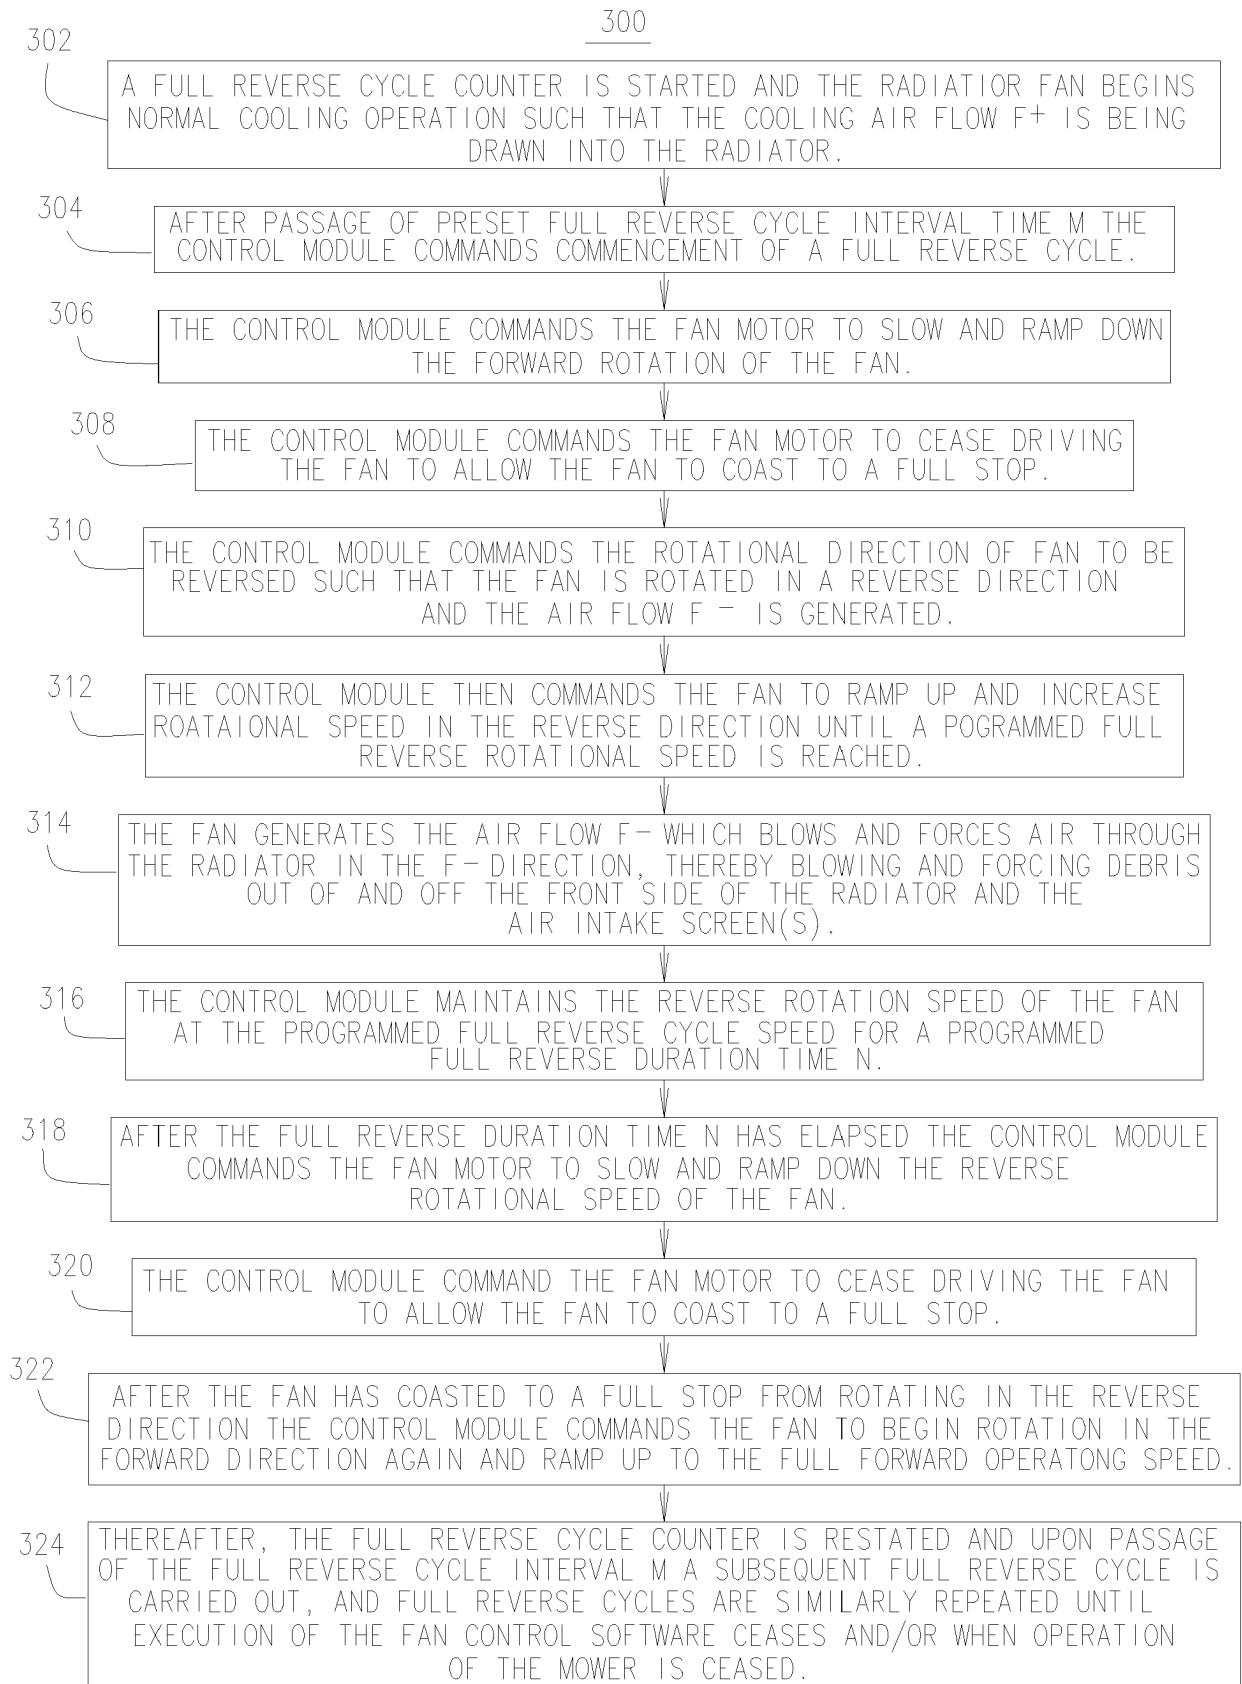 300
302
A FULL REVERSE CYCLE COUNTER IS STARTED AND THE RADIATIOR FAN BEGINS
NORMAL COOLING OPERATION SUCH THAT THE COOLING AIR FLOW F+ IS BEING
DRAWN INTO THE RADIATOR.
304
AFTER PASSAGE OF PRESET FULL REVERSE CYCLE INTERVAL TIME M THE
CONTROL MODULE COMMANDS COMMENCEMENT OF A FULL REVERSE CYCLE.
306
THE CONTROL MODULE COMMANDS THE FAN MOTOR TO SLOW AND RAMP DOWN
THE FORWARD ROTATION OF THE FAN.
308
THE CONTROL MODULE COMMANDS THE FAN MOTOR TO CEASE DRIVING
THE FAN TO ALLOW THE FAN TO COAST TO A FULL STOP.
310
THE CONTROL MODULE COMMANDS THE ROTATIONAL DIRECTION OF FAN TO BE
REVERSED SUCH THAT THE FAN IS ROTATED IN A REVERSE DIRECTION
AND THE AIR FLOW F - IS GENERATED.
312
THE CONTROL MODULE THEN COMMANDS THE FAN TO RAMP UP AND INCREASE
ROATAIONAL SPEED IN THE REVERSE DIRECTION UNTIL A POGRAMMED FULL
REVERSE ROTATIONAL SPEED IS REACHED.
314
THE FAN GENERATES THE AIR FLOW F- WHICH BLOWS AND FORCES AIR THROUGH
THE RADIATOR IN THE F- DIRECTION, THEREBY BLOWING AND FORCING DEBRIS
OUT OF AND OFF THE FRONT SIDE OF THE RADIATOR AND THE
AIR INTAKE SCREEN(S).
316
THE CONTROL MODULE MAINTAINS THE REVERSE ROTATION SPEED OF THE FAN
AT THE PROGRAMMED FULL REVERSE CYCLE SPEED FOR A PROGRAMMED
FULL REVERSE DURATION TIME N.
318
AFTER THE FULL REVERSE DURATION TIME N HAS ELAPSED THE CONTROL MODULE
COMMANDS THE FAN MOTOR TO SLOW AND RAMP DOWN THE REVERSE
ROTATIONAL SPEED OF THE FAN.
320
THE CONTROL MODULE COMMAND THE FAN MOTOR TO CEASE DRIVING THE FAN
TO ALLOW THE FAN TO COAST TO A FULL STOP.
322
AFTER THE FAN HAS COASTED TO A FULL STOP FROM ROTATING IN THE REVERSE
DIRECTION THE CONTROL MODULE COMMANDS THE FAN TO BEGIN ROTATION IN THE
FORWARD DIRECTION AGAIN AND RAMP UP TO THE FULL FORWARD OPERATONG SPEED.
324
THEREAFTER, THE FULL REVERSE CYCLE COUNTER IS RESTATED AND UPON PASSAGE
OF THE FULL REVERSE CYCLE INTERVAL M A SUBSEQUENT FULL REVERSE CYCLE IS
CARRIED OUT, AND FULL REVERSE CYCLES ARE SIMILARLY REPEATED UNTIL
EXECUTION OF THE FAN CONTROL SOFTWARE CEASES AND/OR WHEN OPERATION
OF THE MOWER IS CEASED.